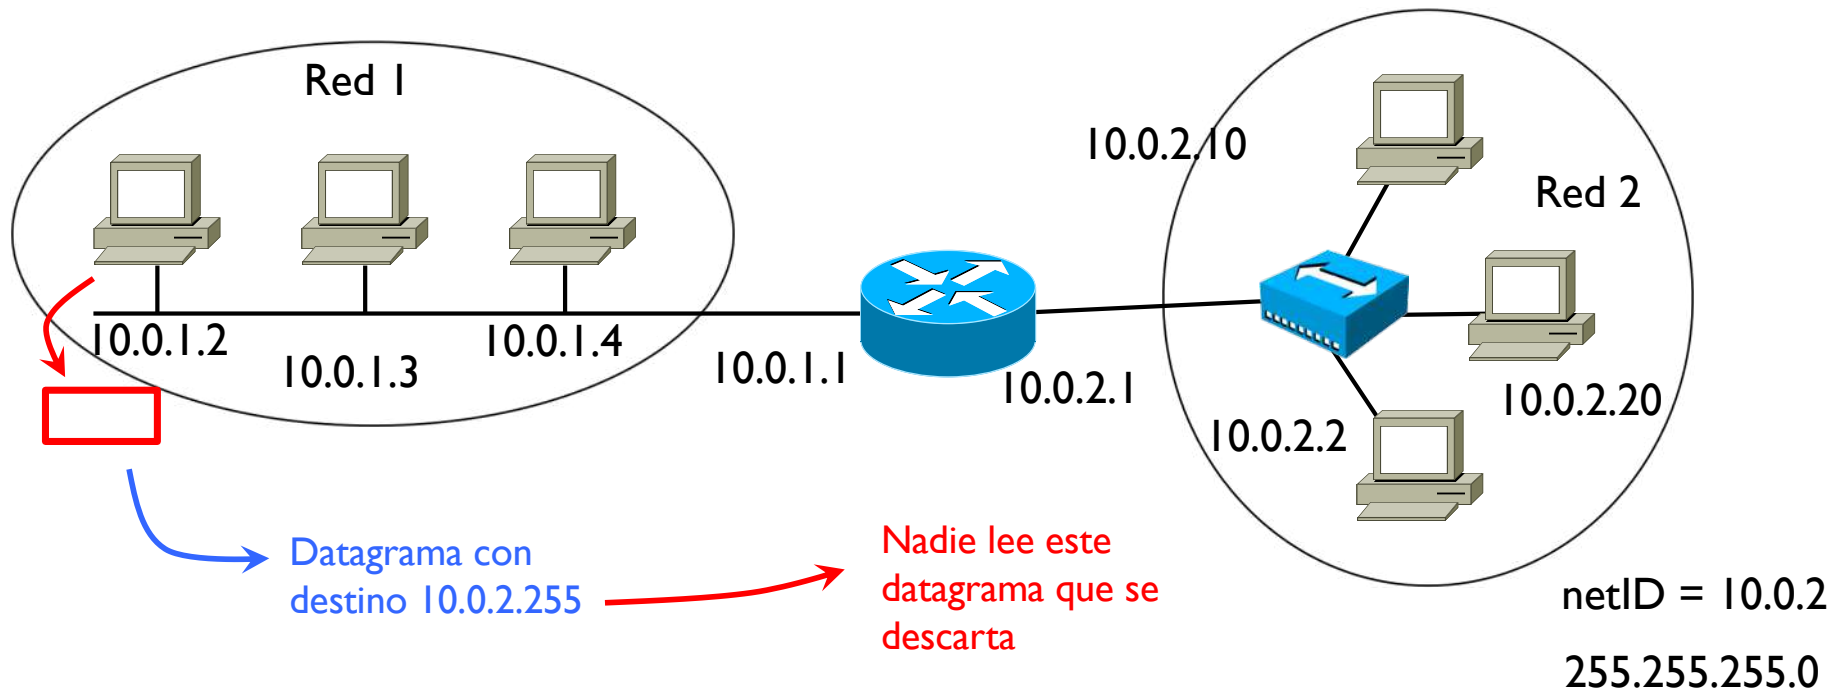 Red 1
10.0.2.10
Red 2
10.0.1.2
10.0.1.3
10.0.1.4
10.0.1.1
10.0.2.1
10.0.2.20
10.0.2.2
Datagrama con
destino 10.0.2.255
Nadie lee este
datagrama que se
descarta
netID = 10.0.2
255.255.255.0